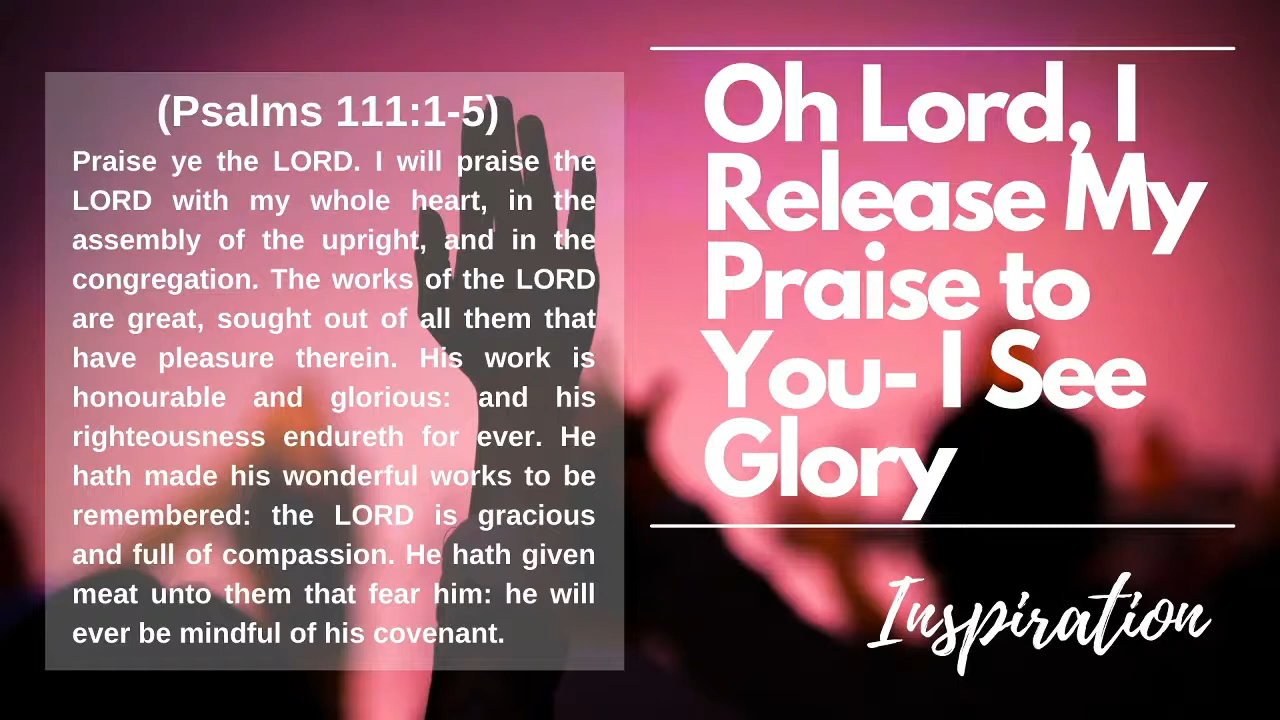 (Psalms 111:1-5)
Praise ye the LORD. I will praise the
LORD with my whole heart, in the
assembly of the upright, and in the
congregation. The works of the LORD
are great, sought out of all them that
have pleasure therein. His work is
honourable and glorious: and his
righteousness endureth for ever. He
hath made his wonderful works to be
remembered: the LORD is gracious
and full of compassion. He hath given
meat unto them that fear him: he will
ever be mindful of his covenant.
Oh Lord, I
Release My
Praise to
You- I See
Glory
Inspiration